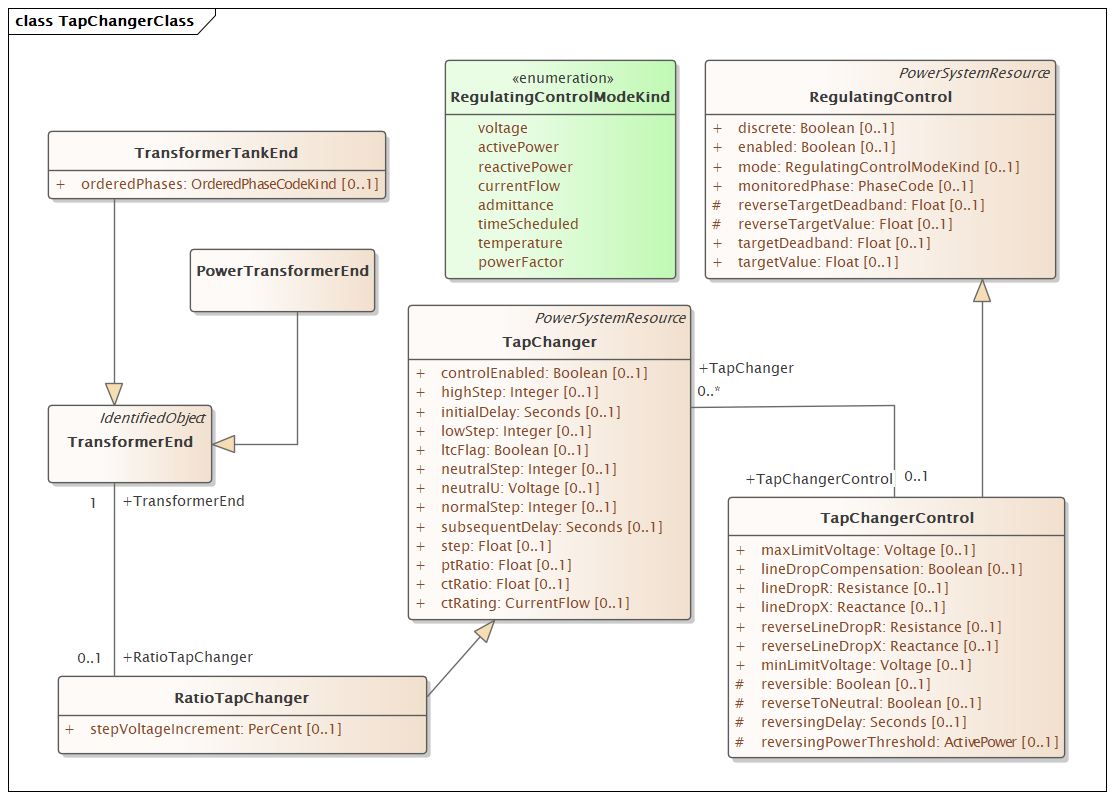 class TapChangerClass
«enumeration»
RegulatingControlModeKind
voltage
activePower
reactivePower
currentFlow
admittance
timeScheduled
temperature
powerFactor
PowerSystemResource
RegulatingControl
+ discrete: Boolean [0..1]
+ enabled: Boolean [0..1]
+ mode: RegulatingControlModeKind [0..1]
+ monitoredPhase: PhaseCode [0..1]
# reverseTargetDeadband: Float [0..1]
# reverseTargetValue: Float [0..1]
+ targetDeadband: Float [0..1]
+ targetValue: Float [0..1]
TransformerTankEnd
+ orderedPhases: OrderedPhaseCodeKind [0..1]
PowerTransformerEnd
PowerSystemResource
TapChanger
+ controlEnabled: Boolean [0..1]
+ highStep: Integer [0..1]
+ initialDelay: Seconds [0..1]
+ lowStep: Integer [0..1]
+ ltcFlag: Boolean [0..1]
+ neutralStep: Integer [0..1]
+ neutralU: Voltage [0..1]
+ normalStep: Integer [0..1]
+ subsequentDelay: Seconds [0..1]
+ step: Float [0..1]
+ ptRatio: Float [0..1]
+ ctRatio: Float [0..1]
+ ctRating: CurrentFlow [0..1]
+TapChanger
0..*
+TapChangerControl
0..1
IdentifiedObject
TransformerEnd
1
+TransformerEnd
0..1
+RatioTapChanger
RatioTapChanger
+ stepVoltageIncrement: PerCent [0..1]
TapChangerControl
+ maxLimitVoltage: Voltage [0..1]
+ lineDropCompensation: Boolean [0..1]
+ lineDropR: Resistance [0..1]
+ lineDropX: Reactance [0..1]
+ reverseLineDropR: Resistance [0..1]
+ reverseLineDropX: Reactance [0..1]
+ minLimitVoltage: Voltage [0..1]
# reversible: Boolean [0..1]
# reverseToNeutral: Boolean [0..1]
# reversingDelay: Seconds [0..1]
# reversingPowerThreshold: ActivePower [0..1]